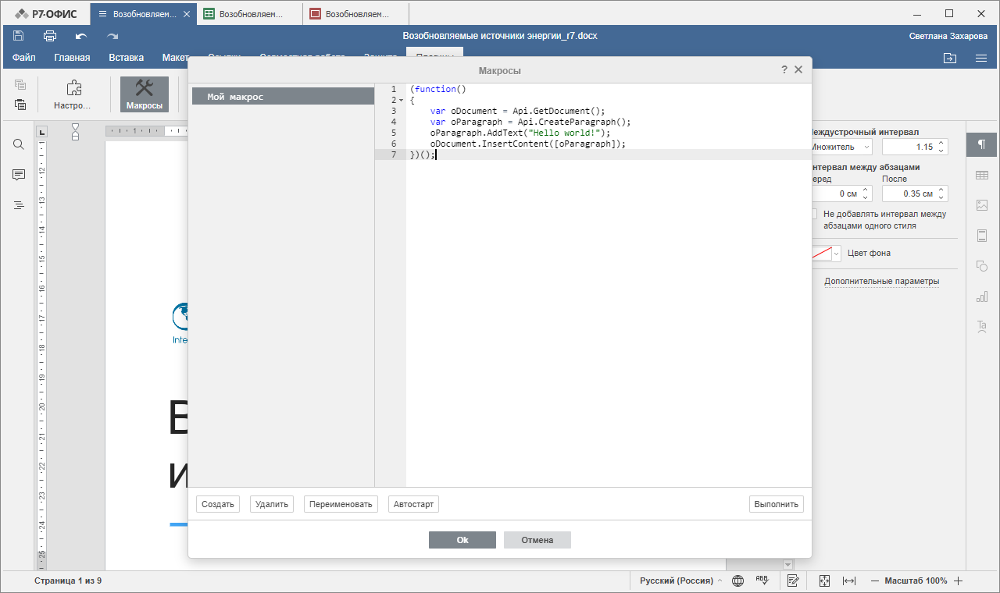 Р7-ОФИС
Возобновляем...
Возобновляем...
Возобновляем...
Возобновляемые источники энергии_r7.docx
Светлана Захарова
Файл Главная Вставка Макет
Настро...
Макросы
Макросы
?
Мой макрос
1 (function()
2 {
3 var oDocument = Api.GetDocument();
4 var oParagraph = Api.CreateParagraph();
5 oParagraph.AddText("Hello world!");
6 oDocument.InsertContent([oParagraph]);
7 })();
Создать Удалить Переименовать Автостарт Выполнить
Ok Отмена
интервал
1.15
между абзацами
После
0 см 0.35 см
Не добавлять интервал между
абзацами одного стиля
Цвет фона
Дополнительные параметры
Inte
В
и
Страница 1 из 9
Русский (Россия)
АБВ
Масштаб 100%